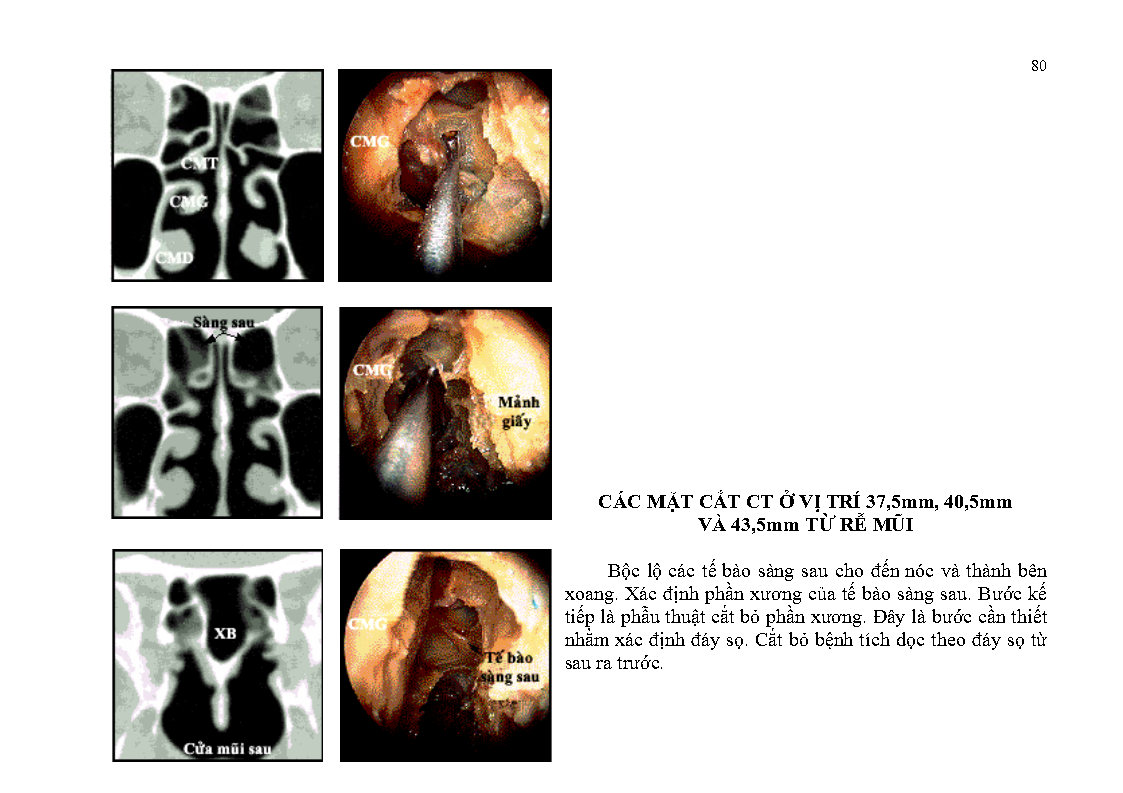 80
CMT
CMG
CMD
CMG
Sàng sau
CMG
Mảnh
giấy
XB
Cửa mũi sau
CMG
Tế bào
sàng sau
CÁC MẶT CẮT CT Ở VỊ TRÍ 37,5mm, 40,5mm
VÀ 43,5mm TỪ RỄ MŨI
Bộc lộ các tế bào sàng sau cho đến nóc và thành bên
xoang. Xác định phần xương của tế bào sàng sau. Bước kế
tiếp là phẫu thuật cắt bỏ phần xương. Đây là bước cần thiết
nhằm xác định đáy sọ. Cắt bỏ bệnh tích dọc theo đáy sọ từ
sau ra trước.